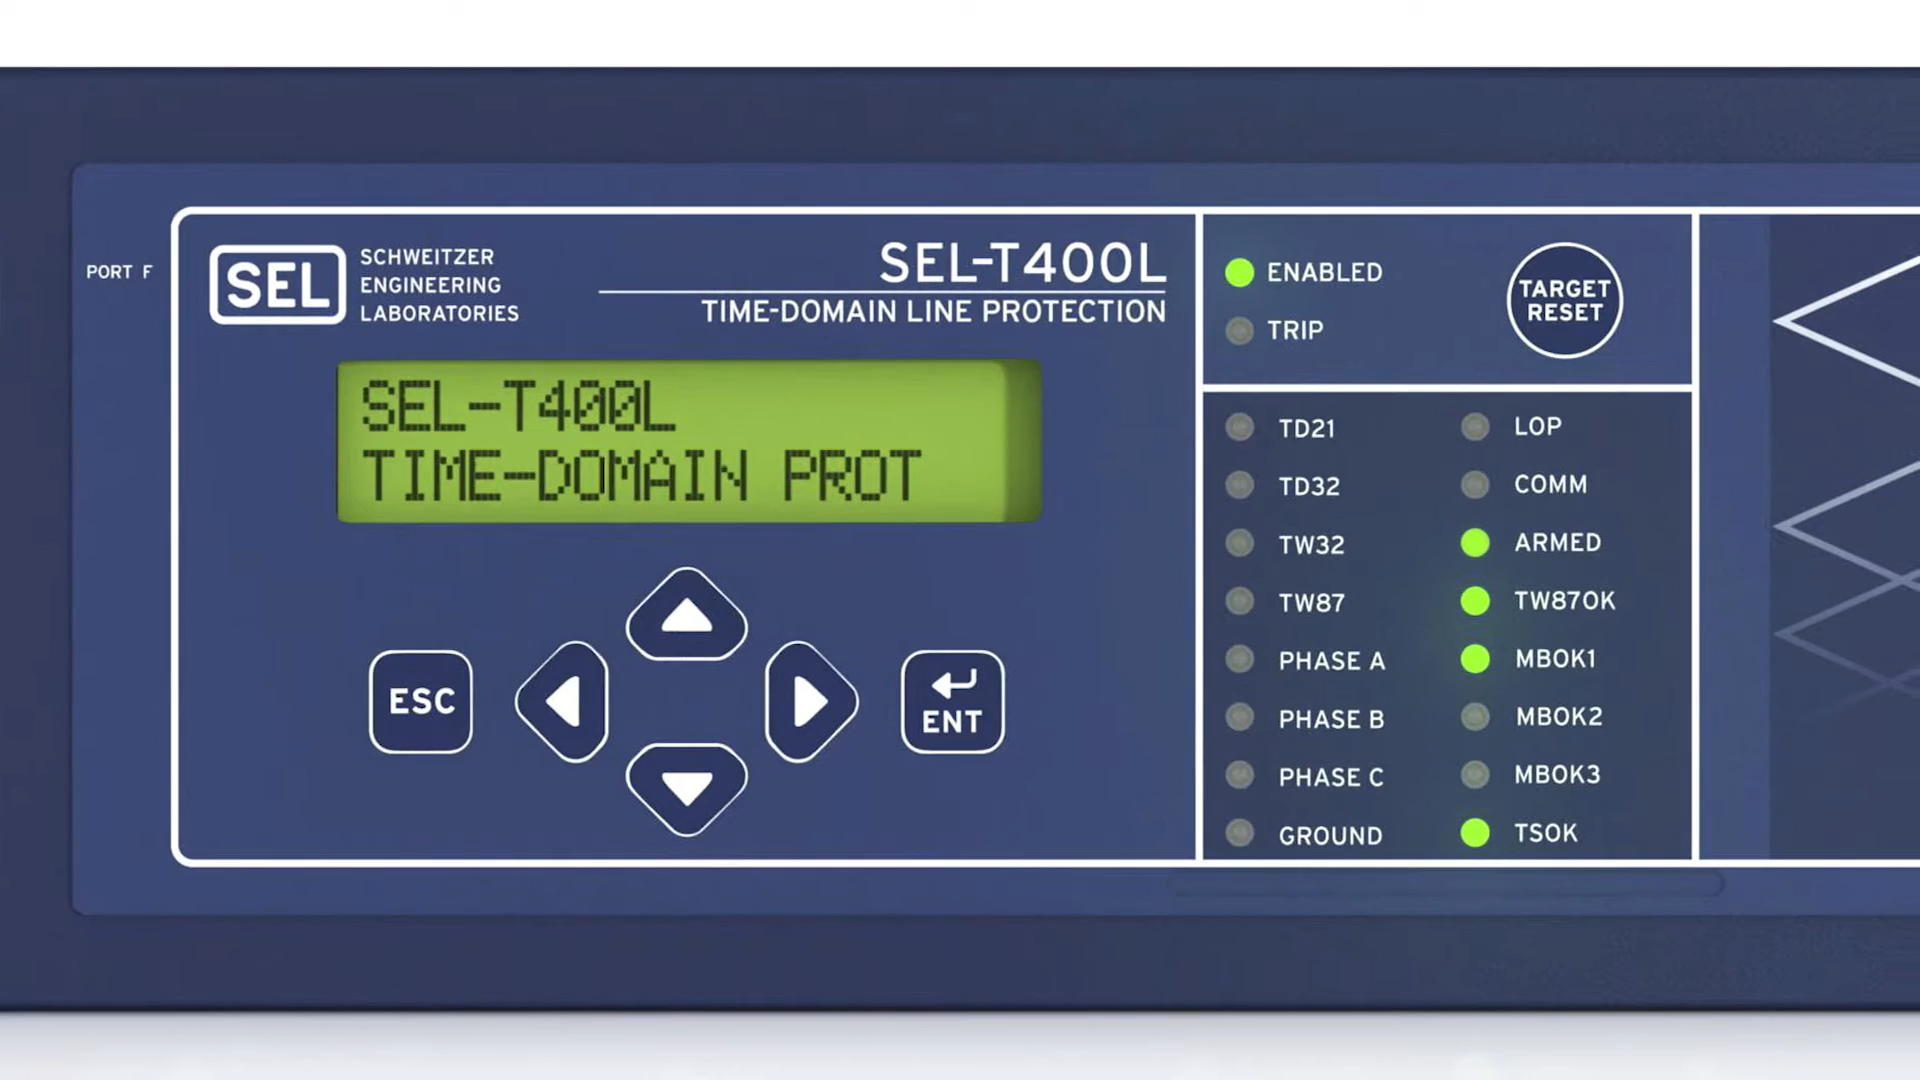 PORT F
SEL
SCHWEITZER
ENGINEERING
LABORATORIES
SEL-T400L
TIME-DOMAIN LINE PROTECTION
SEL-T400L
TIME-DOMAIN PROT
ESC
ENT
ENABLED
TRIP
TARGET
RESET
TD21
TD32
TW32
TW87
PHASE A
PHASE B
PHASE C
GROUND
LOP
COMM
ARMED
TW87OK
MBOK1
MBOK2
MBOK3
TSOK